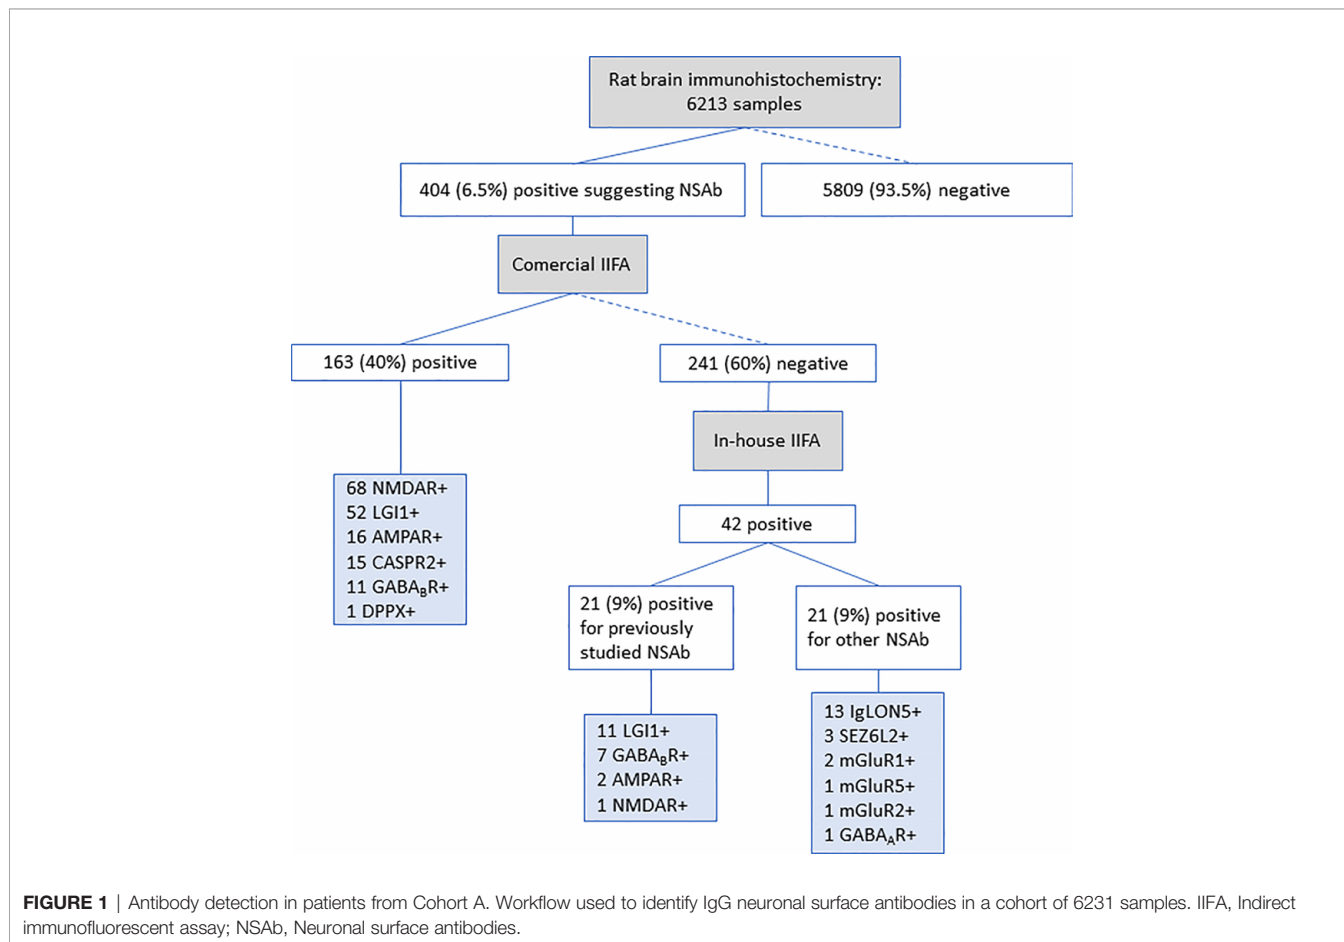 Rat brain immunohistochemistry:
6213 samples
404 (6.5%) positive suggesting NSAb
5809 (93.5%) negative
Comercial IIFA
163 (40%) positive
241 (60%) negative
In-house IIFA
68 NMDAR+
52 LGI1+
16 AMPAR+
15 CASPR2+
11 GABABR+
1 DPPX+
42 positive
21 (9%) positive
for previously
studied NSAb
21 (9%) positive
for other NSAb
11 LGI1+
7 GABABR+
2 AMPAR+
1 NMDAR+
13 IgLON5+
3 SEZ6L2+
2 mGluR1+
1 mGluR5+
1 mGluR2+
1 GABAAR+
FIGURE 1 | Antibody detection in patients from Cohort A. Workflow used to identify IgG neuronal surface antibodies in a cohort of 6231 samples. IIFA, Indirect
immunofluorescent assay; NSAb, Neuronal surface antibodies.